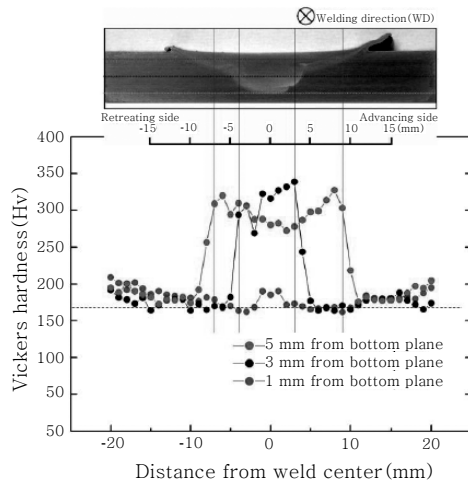 Welding direction(WD)
Retreating side
Advancing side
-15 -10 -5 0 5 10 15(mm)
400
350
300
250
200
150
100
50
50
Vickers hardness(Hv)
5 mm from bottom plane
3 mm from bottom plane
1 mm from bottom plane
-20 -10 0 10 20
Distance from weld center(mm)